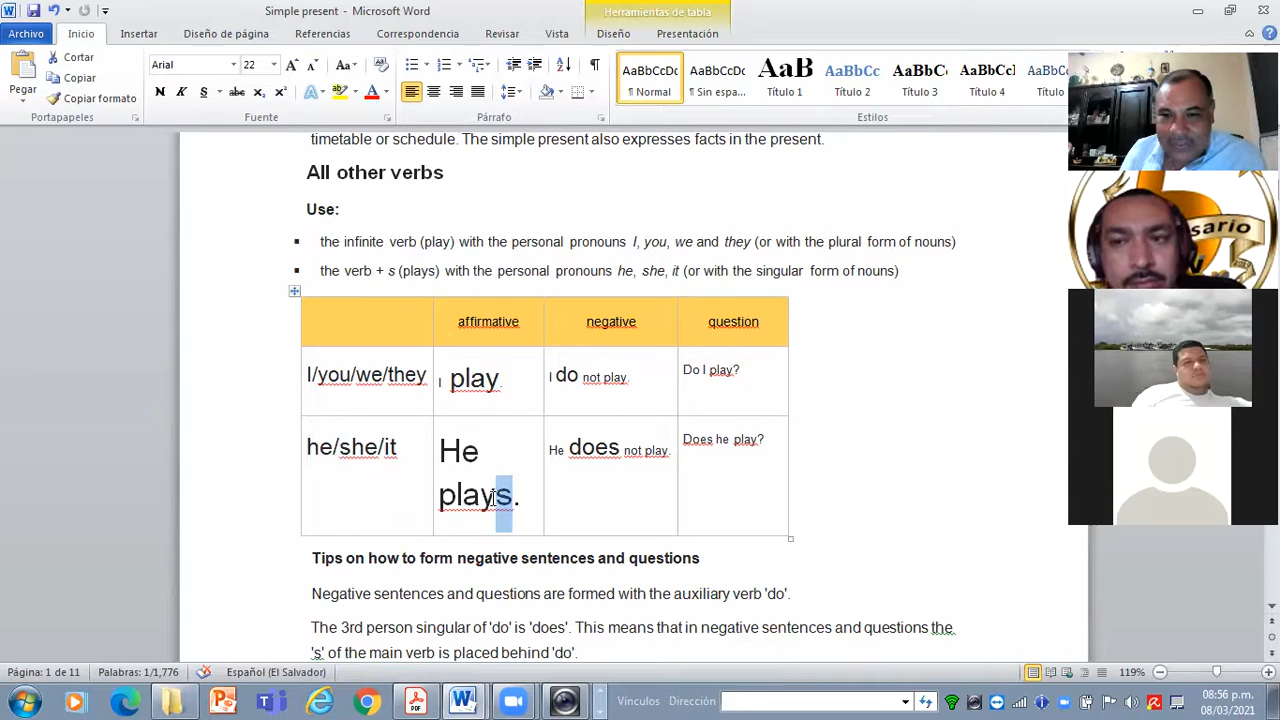 Simple present - Microsoft Word
Herramientas de tabla
Archivo Inicio Insertar Diseño de página Referencias Correspondencia Revisar Vista Diseño Presentación
Pegar
Cortar
Copiar
Copiar formato
Portapapeles
Arial 22
Fuente
Párrafo
AaBbCcDc AaBbCcDc AaB AaBbCc AaBbCc AaBbCcI AaBbCcDc
¶ Normal ¶ Sin espa... Título 1 Título 2 Título 3 Título 4 Título
Estilos
timetable or schedule. The simple present also expresses facts in the present.
All other verbs
Use:
▪ the infinite verb (play) with the personal pronouns I, you, we and they (or with the plural form of nouns)
▪ the verb + s (plays) with the personal pronouns he, she, it (or with the singular form of nouns)
affirmative negative question
I/you/we/they I play. I do not play. Do I play?
he/she/it He plays. He does not play. Does he play?
Tips on how to form negative sentences and questions
Negative sentences and questions are formed with the auxiliary verb 'do'.
The 3rd person singular of 'do' is 'does'. This means that in negative sentences and questions the
's' of the main verb is placed behind 'do'.
sario
Página: 1 de 11 Palabras: 1/1,776 Español (El Salvador) 119%
Vínculos Dirección
08:56 p.m.
08/03/2021